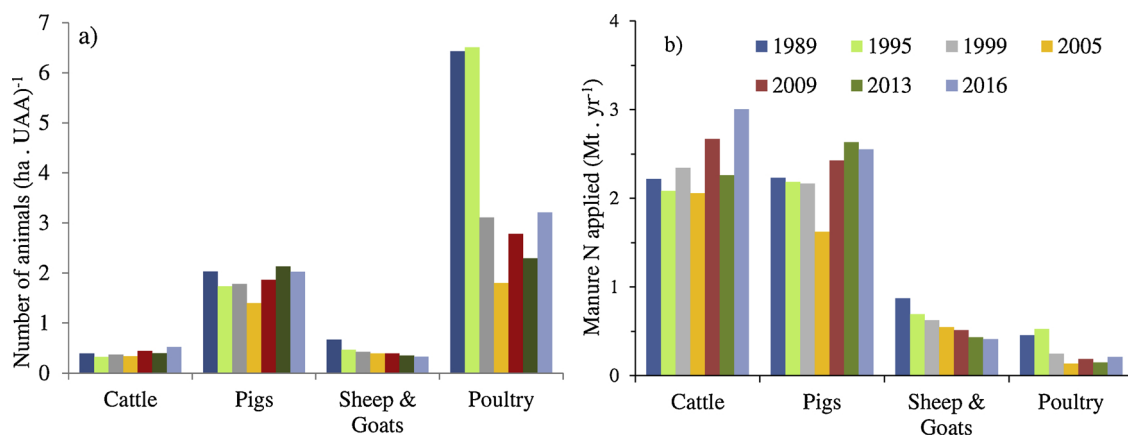 a)
Number of animals (ha . UAA)⁻¹
7
6
5
4
3
2
1
0
Cattle
Pigs
Sheep &
Goats
Poultry
b)
1989
1995
1999
2005
2009
2013
2016
Manure N applied (Mt . yr⁻¹)
4
3
2
1
0
Cattle
Pigs
Sheep &
Goats
Poultry